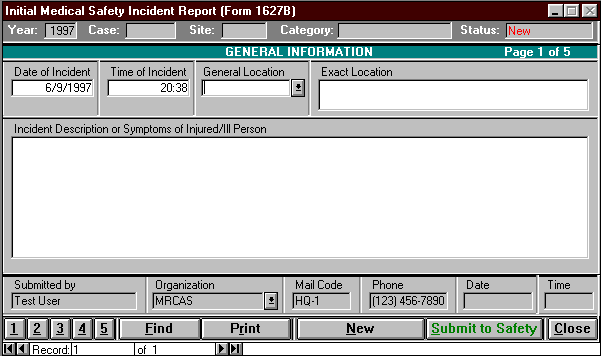 Initial Medical Safety Incident Report (Form 1627B)
Year: 1997 Case: Site: Category: Status: New
GENERAL INFORMATION Page 1 of 5
Date of Incident Time of Incident General Location Exact Location
6/9/1997 20:38
Incident Description or Symptoms of Injured/Ill Person
Submitted by Organization Mail Code Phone Date Time
Test User MRCAS HQ-1 (123) 456-7890
1 2 3 4 5 Find Print New Submit to Safety Close
Record: 1 of 1